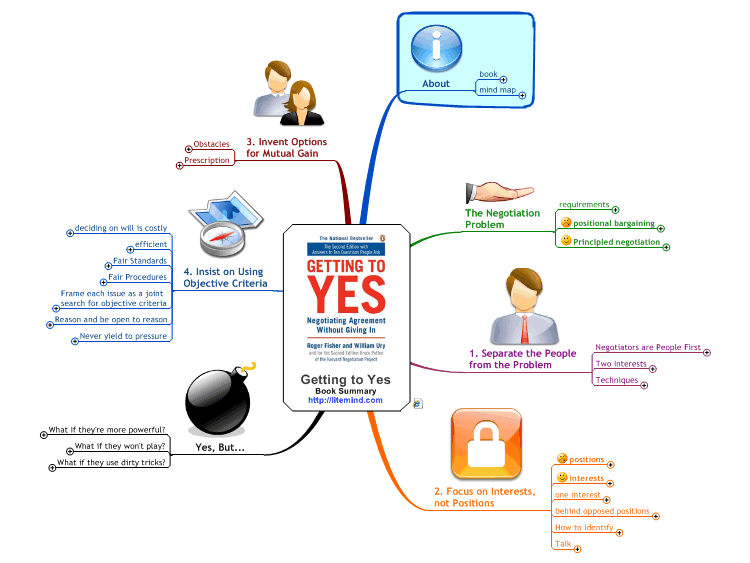 About
book
mind map
3. Invent Options
for Mutual Gain
Obstacles
Prescription
The Negotiation
Problem
requirements
positional bargaining
Principled negotiation
4. Insist on Using
Objective Criteria
deciding on will is costly
efficient
Fair Standards
Fair Procedures
Frame each issue as a joint
search for objective criteria
Reason and be open to reason
Never yield to pressure
The National Bestseller
The Second Edition with
Answers to Ten Questions People Ask
GETTING TO
YES
Negotiating Agreement
Without Giving In
Roger Fisher and William Ury
and for the Second Edition Bruce Patton
of the Harvard Negotiation Project
Getting to Yes
Book Summary
http://litemind.com
1. Separate the People
from the Problem
Negotiators are People First
Two Interests
Techniques
Yes, But...
What if they're more powerful?
What if they won't play?
What if they use dirty tricks?
2. Focus on Interests,
not Positions
positions
interests
one interest
behind opposed positions
How to Identify
Talk